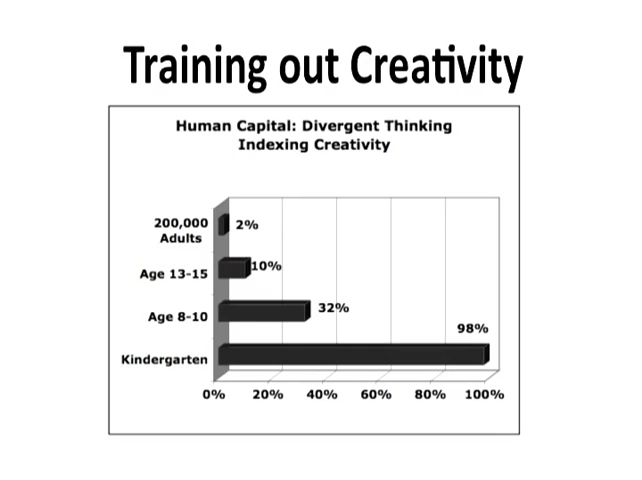 Training out Creativity
Human Capital: Divergent Thinking
Indexing Creativity
200,000
Adults
2%
Age 13-15
10%
Age 8-10
32%
98%
Kindergarten
0% 20% 40% 60% 80% 100%